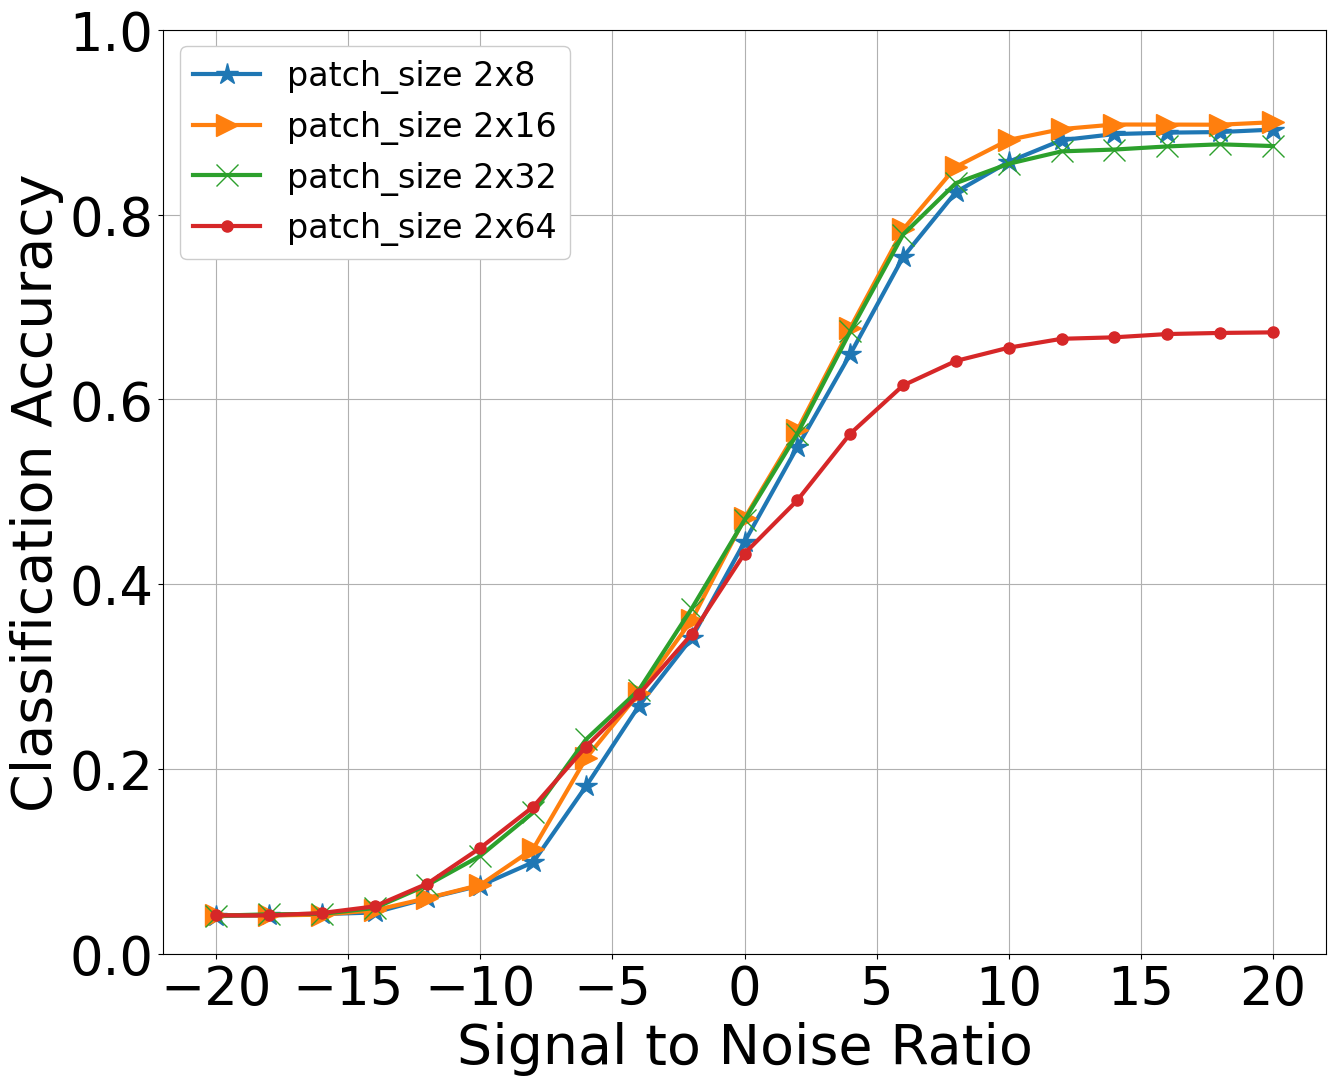 1.0
0.8
0.6
0.4
0.2
0.0
Classification Accuracy
patch_size 2x8
patch_size 2x16
patch_size 2x32
patch_size 2x64
−20 −15 −10 −5 0 5 10 15 20
Signal to Noise Ratio